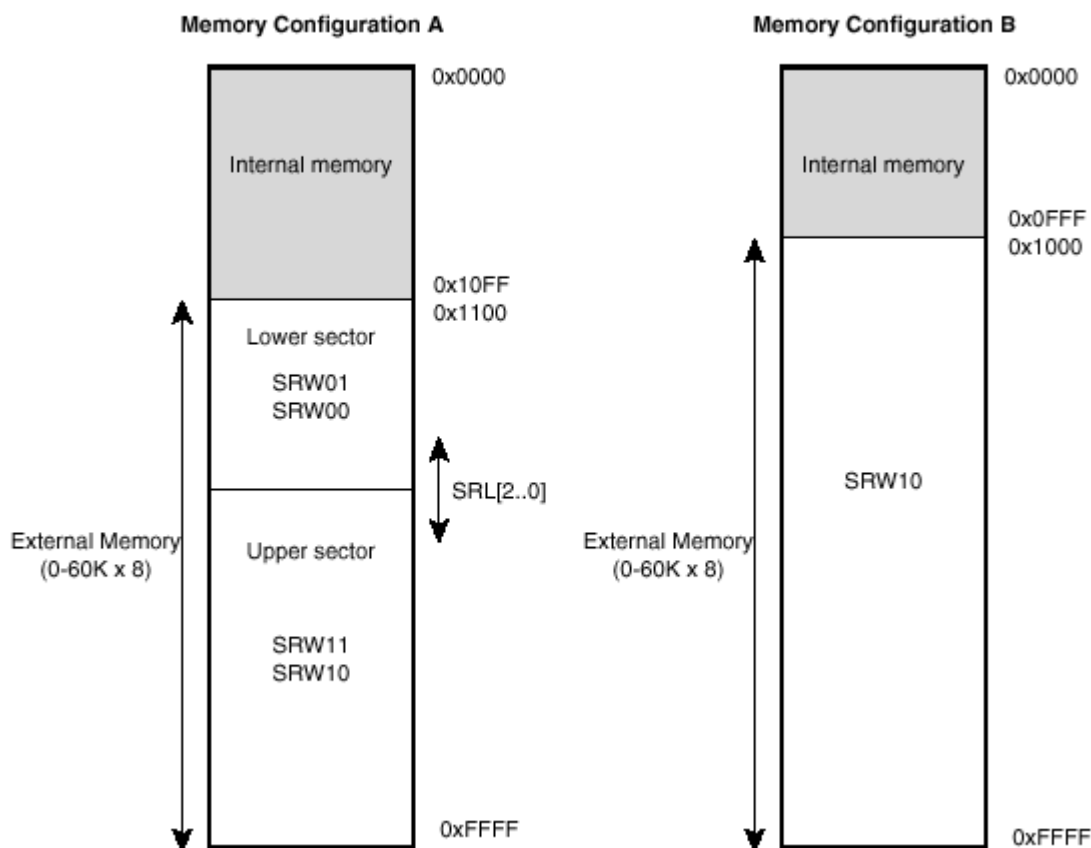 Memory Configuration A
0x0000
Internal memory
0x10FF
0x1100
Lower sector
SRW01
SRW00
SRL[2..0]
External Memory
(0-60K x 8)
Upper sector
SRW11
SRW10
0xFFFF
Memory Configuration B
0x0000
Internal memory
0x0FFF
0x1000
SRW10
External Memory
(0-60K x 8)
0xFFFF